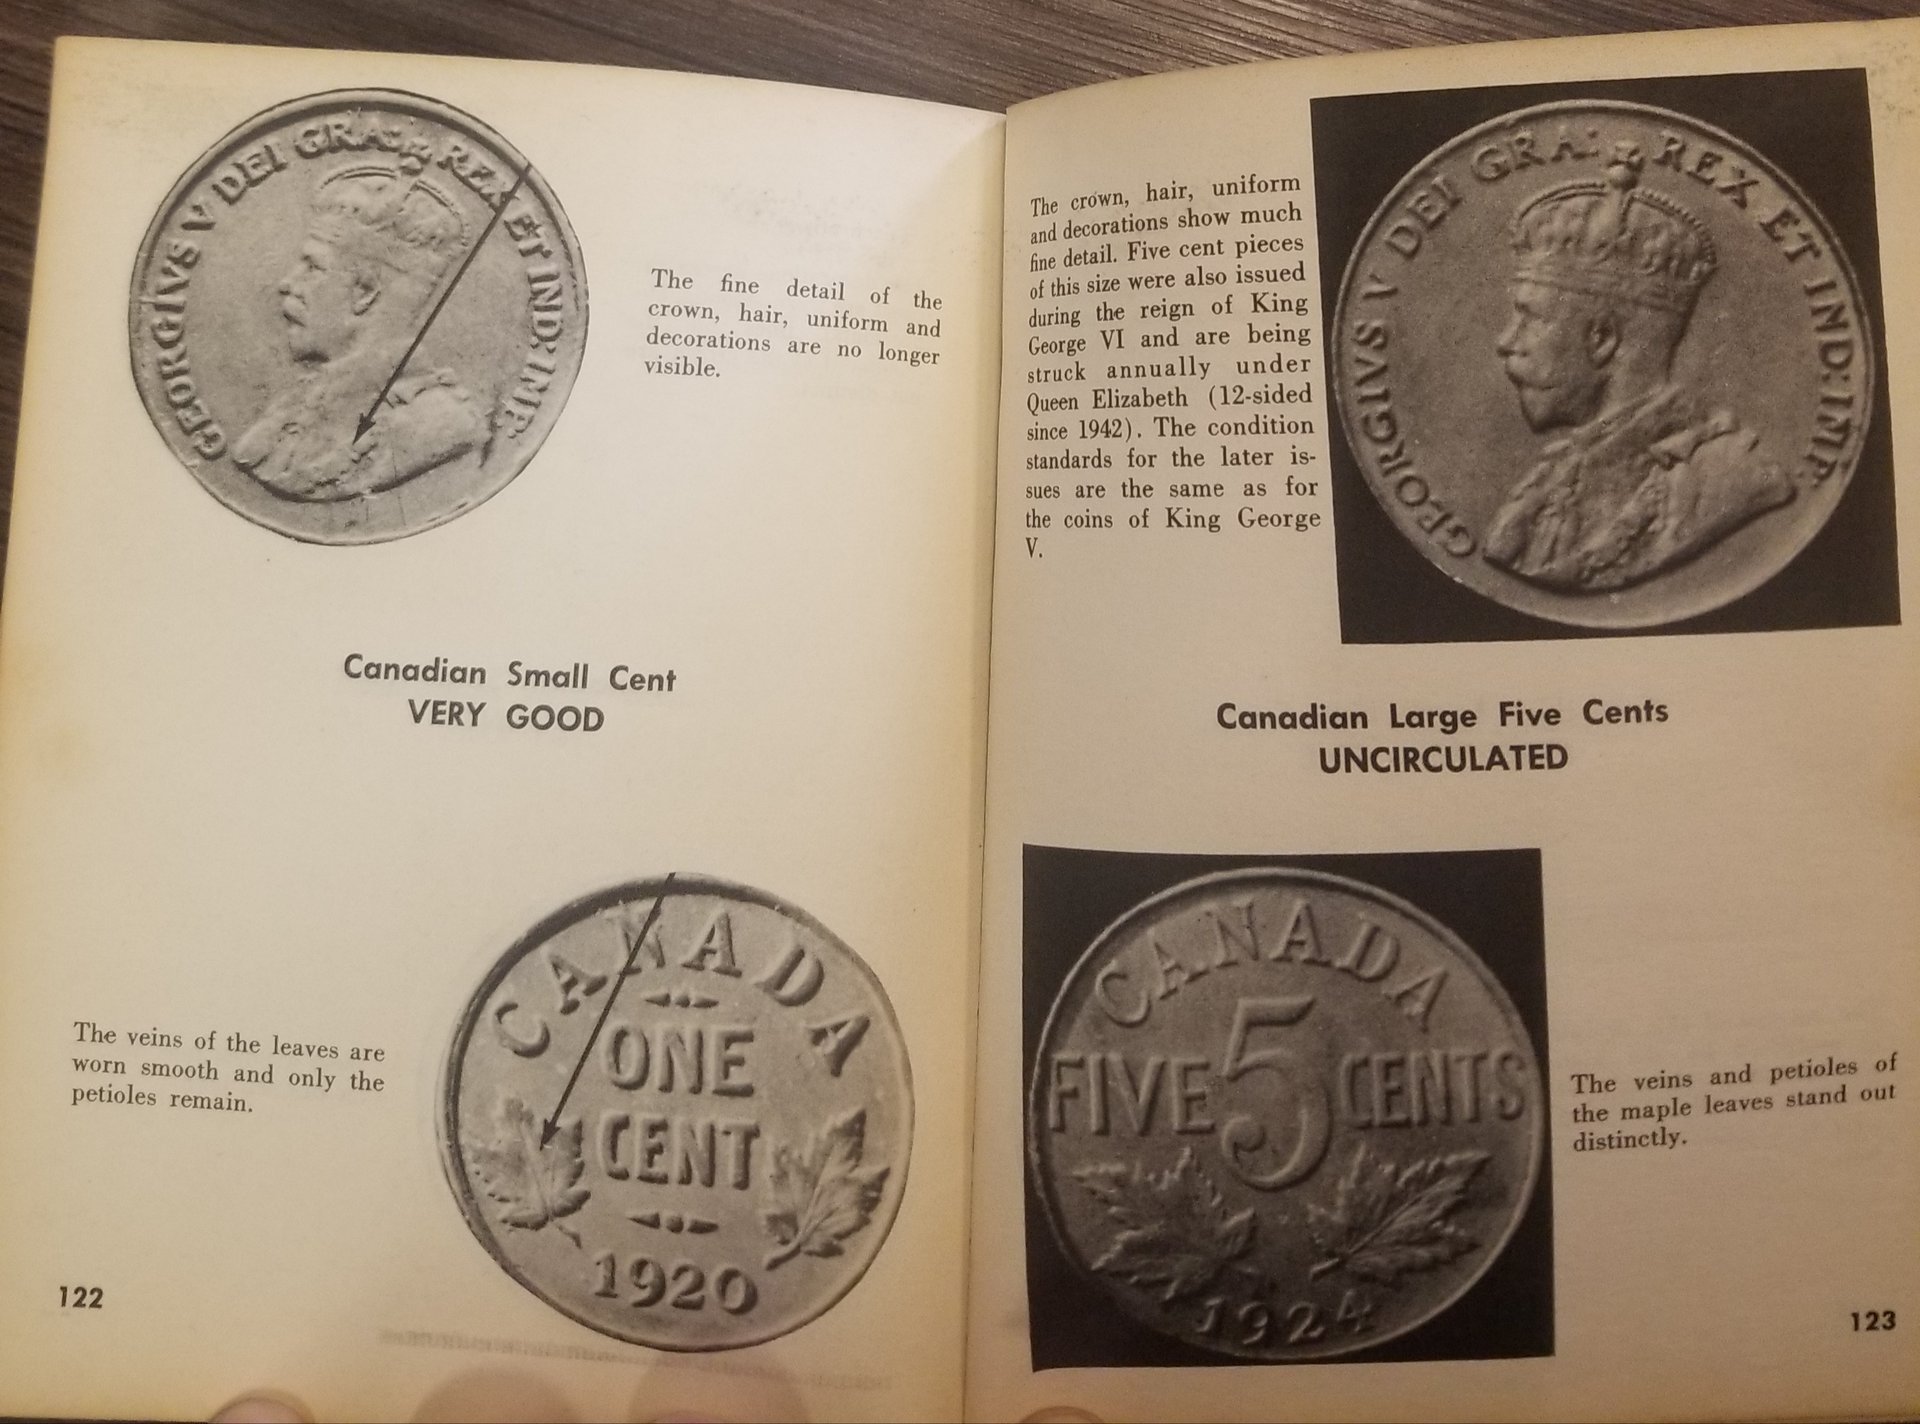 GEORGIVS V DEI GRA: REX ET IND: IMP:
The fine detail of the
crown, hair, uniform and
decorations are no longer
visible.
Canadian Small Cent
VERY GOOD
CANADA
ONE
CENT
1920
The veins of the leaves are
worn smooth and only the
petioles remain.
122
The crown, hair, uniform
and decorations show much
fine detail. Five cent pieces
of this size were also issued
during the reign of King
George VI and are being
struck annually under
Queen Elizabeth (12-sided
since 1942). The condition
standards for the later is-
sues are the same as for
the coins of King George
V.
GEORGIVS V DEI GRA: REX ET IND: IMP:
Canadian Large Five Cents
UNCIRCULATED
CANADA
FIVE 5 CENTS
1924
The veins and petioles of
the maple leaves stand out
distinctly.
123